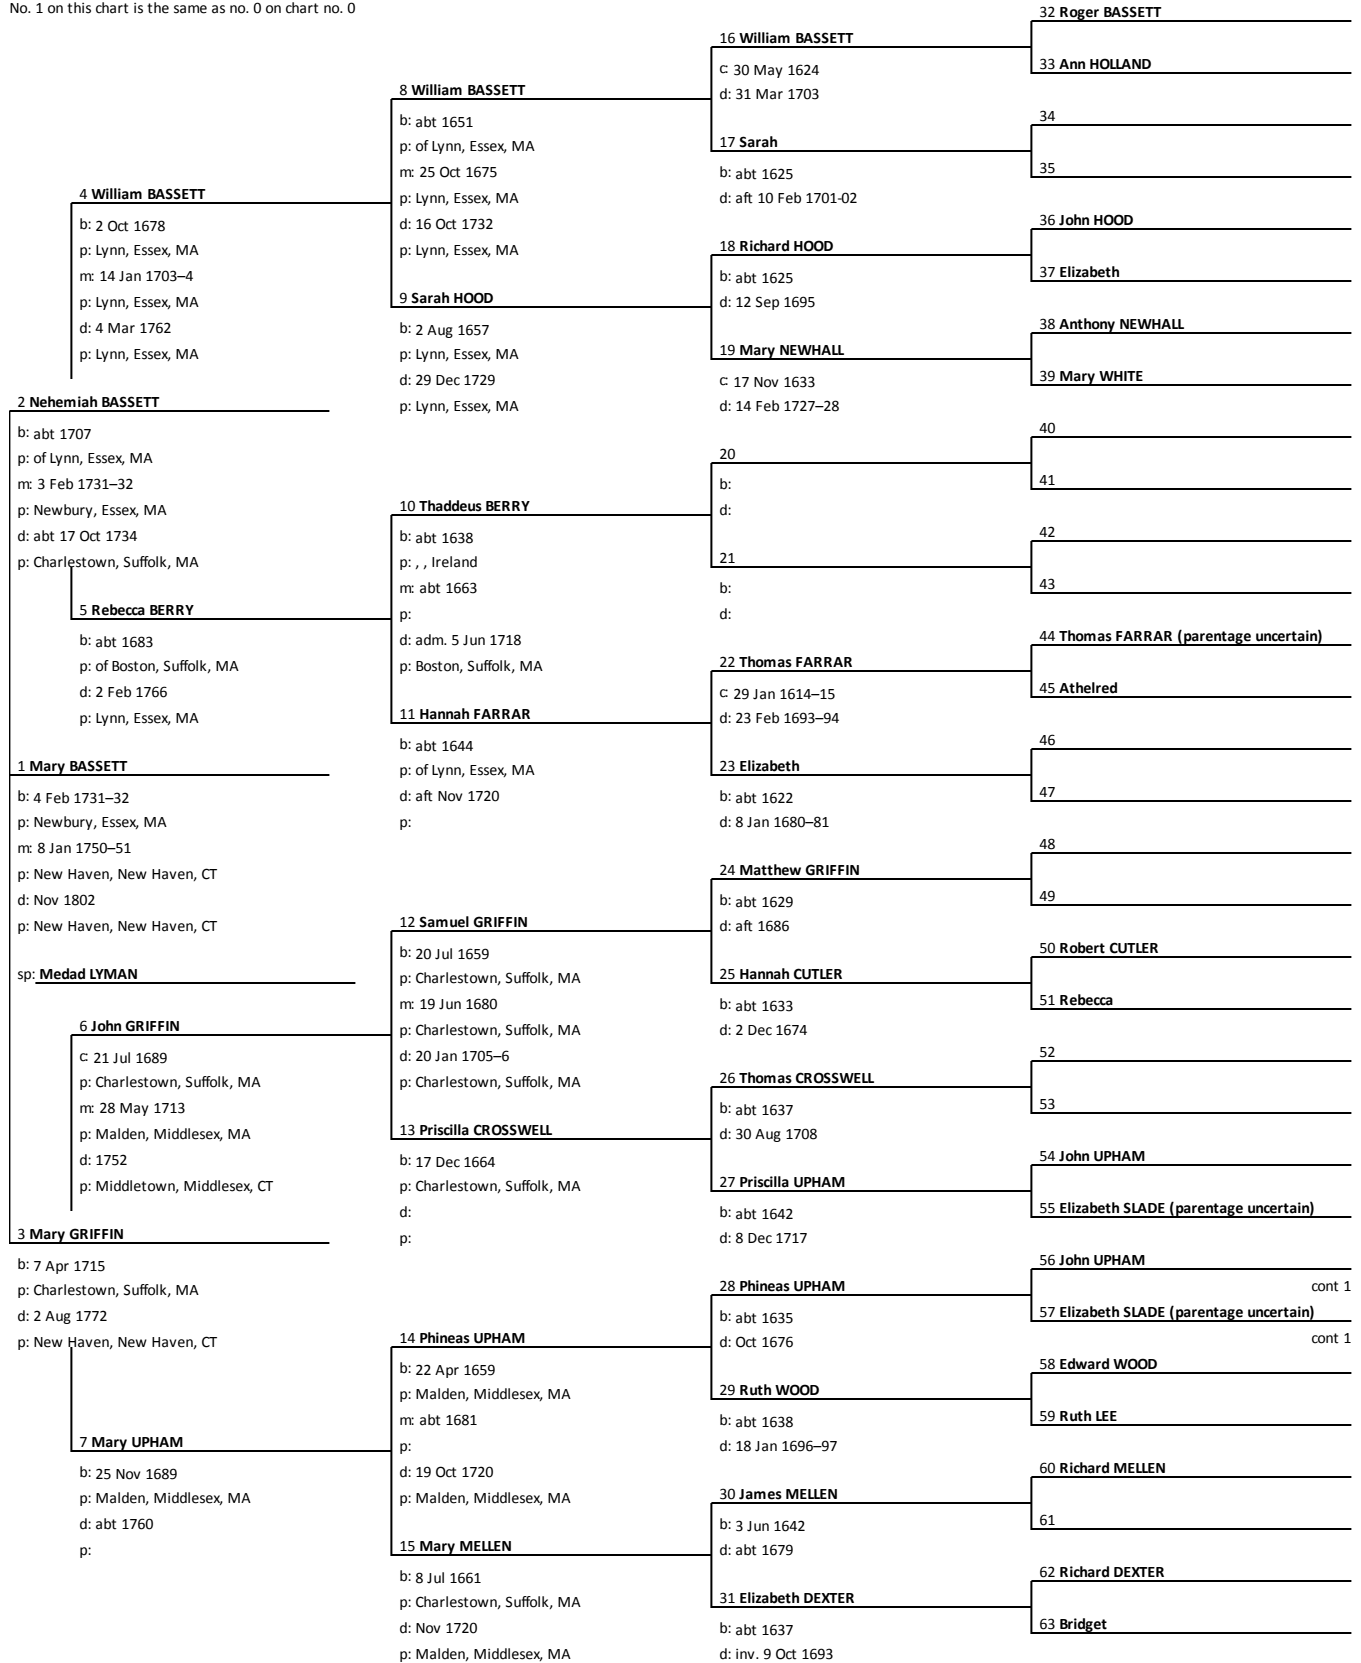 No. 1 on this chart is the same as no. 0 on chart no. 0
2 Nehemiah BASSETT
b: abt 1707
p: of Lynn, Essex, MA
m: 3 Feb 1731–32
p: Newbury, Essex, MA
d: abt 17 Oct 1734
p: Charlestown, Suffolk, MA
1 Mary BASSETT
b: 4 Feb 1731–32
p: Newbury, Essex, MA
m: 8 Jan 1750–51
p: New Haven, New Haven, CT
d: Nov 1802
p: New Haven, New Haven, CT
sp: Medad LYMAN
3 Mary GRIFFIN
b: 7 Apr 1715
p: Charlestown, Suffolk, MA
d: 2 Aug 1772
p: New Haven, New Haven, CT
4 William BASSETT
b: 2 Oct 1678
p: Lynn, Essex, MA
m: 14 Jan 1703–4
p: Lynn, Essex, MA
d: 4 Mar 1762
p: Lynn, Essex, MA
5 Rebecca BERRY
b: abt 1683
p: of Boston, Suffolk, MA
d: 2 Feb 1766
p: Lynn, Essex, MA
6 John GRIFFIN
c: 21 Jul 1689
p: Charlestown, Suffolk, MA
m: 28 May 1713
p: Malden, Middlesex, MA
d: 1752
p: Middletown, Middlesex, CT
7 Mary UPHAM
b: 25 Nov 1689
p: Malden, Middlesex, MA
d: abt 1760
p:
8 William BASSETT
b: abt 1651
p: of Lynn, Essex, MA
m: 25 Oct 1675
p: Lynn, Essex, MA
d: 16 Oct 1732
p: Lynn, Essex, MA
9 Sarah HOOD
b: 2 Aug 1657
p: Lynn, Essex, MA
d: 29 Dec 1729
p: Lynn, Essex, MA
10 Thaddeus BERRY
b: abt 1638
p: , , Ireland
m: abt 1663
p:
d: adm. 5 Jun 1718
p: Boston, Suffolk, MA
11 Hannah FARRAR
b: abt 1644
p: of Lynn, Essex, MA
d: aft Nov 1720
p:
12 Samuel GRIFFIN
b: 20 Jul 1659
p: Charlestown, Suffolk, MA
m: 19 Jun 1680
p: Charlestown, Suffolk, MA
d: 20 Jan 1705–6
p: Charlestown, Suffolk, MA
13 Priscilla CROSSWELL
b: 17 Dec 1664
p: Charlestown, Suffolk, MA
d:
p:
14 Phineas UPHAM
b: 22 Apr 1659
p: Malden, Middlesex, MA
m: abt 1681
p:
d: 19 Oct 1720
p: Malden, Middlesex, MA
15 Mary MELLEN
b: 8 Jul 1661
p: Charlestown, Suffolk, MA
d: Nov 1720
p: Malden, Middlesex, MA
16 William BASSETT
c: 30 May 1624
d: 31 Mar 1703
17 Sarah
b: abt 1625
d: aft 10 Feb 1701-02
18 Richard HOOD
b: abt 1625
d: 12 Sep 1695
19 Mary NEWHALL
c: 17 Nov 1633
d: 14 Feb 1727–28
20
b:
d:
21
b:
d:
22 Thomas FARRAR
c: 29 Jan 1614–15
d: 23 Feb 1693–94
23 Elizabeth
b: abt 1622
d: 8 Jan 1680–81
24 Matthew GRIFFIN
b: abt 1629
d: aft 1686
25 Hannah CUTLER
b: abt 1633
d: 2 Dec 1674
26 Thomas CROSSWELL
b: abt 1637
d: 30 Aug 1708
27 Priscilla UPHAM
b: abt 1642
d: 8 Dec 1717
28 Phineas UPHAM
b: abt 1635
d: Oct 1676
29 Ruth WOOD
b: abt 1638
d: 18 Jan 1696–97
30 James MELLEN
b: 3 Jun 1642
d: abt 1679
31 Elizabeth DEXTER
b: abt 1637
d: inv. 9 Oct 1693
32 Roger BASSETT
33 Ann HOLLAND
34
35
36 John HOOD
37 Elizabeth
38 Anthony NEWHALL
39 Mary WHITE
40
41
42
43
44 Thomas FARRAR (parentage uncertain)
45 Athelred
46
47
48
49
50 Robert CUTLER
51 Rebecca
52
53
54 John UPHAM
55 Elizabeth SLADE (parentage uncertain)
56 John UPHAM
cont 1
57 Elizabeth SLADE (parentage uncertain)
cont 1
58 Edward WOOD
59 Ruth LEE
60 Richard MELLEN
61
62 Richard DEXTER
63 Bridget